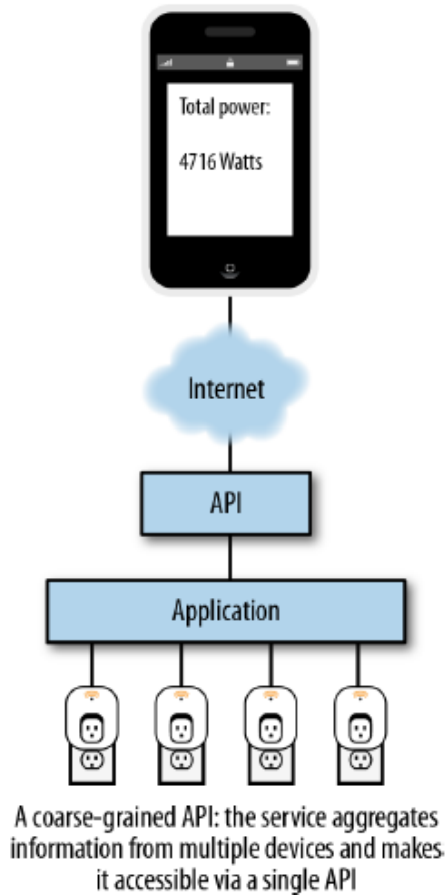 Total power:
4716 Watts
Internet
API
Application
A coarse-grained API: the service aggregates
information from multiple devices and makes
it accessible via a single API